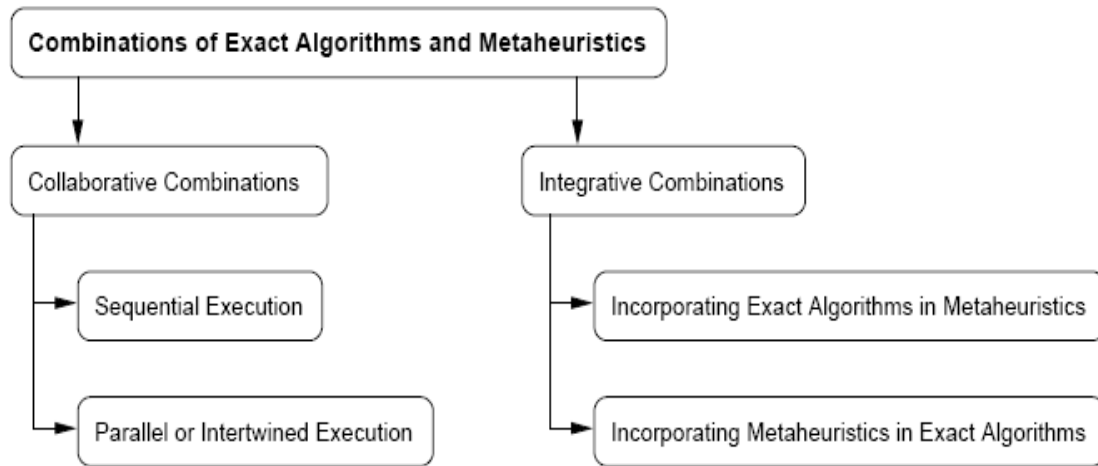 Combinations of Exact Algorithms and Metaheuristics
Collaborative Combinations
Integrative Combinations
Sequential Execution
Incorporating Exact Algorithms in Metaheuristics
Parallel or Intertwined Execution
Incorporating Metaheuristics in Exact Algorithms